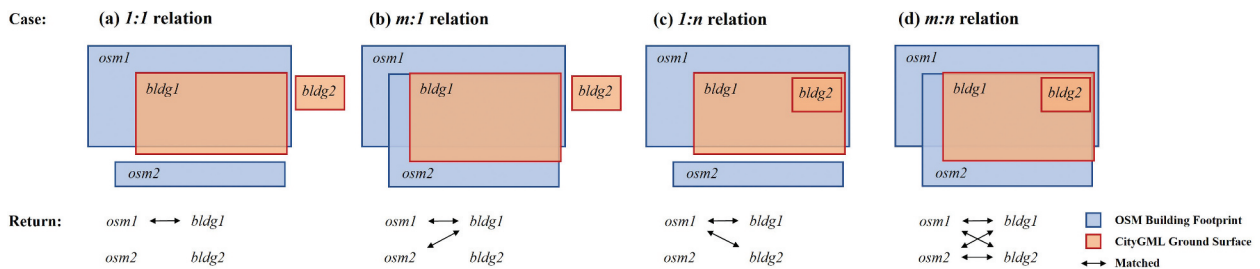 Case: (a) 1:1 relation (b) m:1 relation (c) 1:n relation (d) m:n relation
osm1 osm1 osm1 osm1
bldg1 bldg2 bldg1 bldg2 bldg1 bldg2 bldg1 bldg2
osm2 osm2 osm2 osm2
Return: osm1 bldg1 osm1 bldg1 osm1 bldg1 osm1 bldg1 OSM Building Footprint
CityGML Ground Surface
osm2 bldg2 osm2 bldg2 osm2 bldg2 osm2 bldg2 Matched